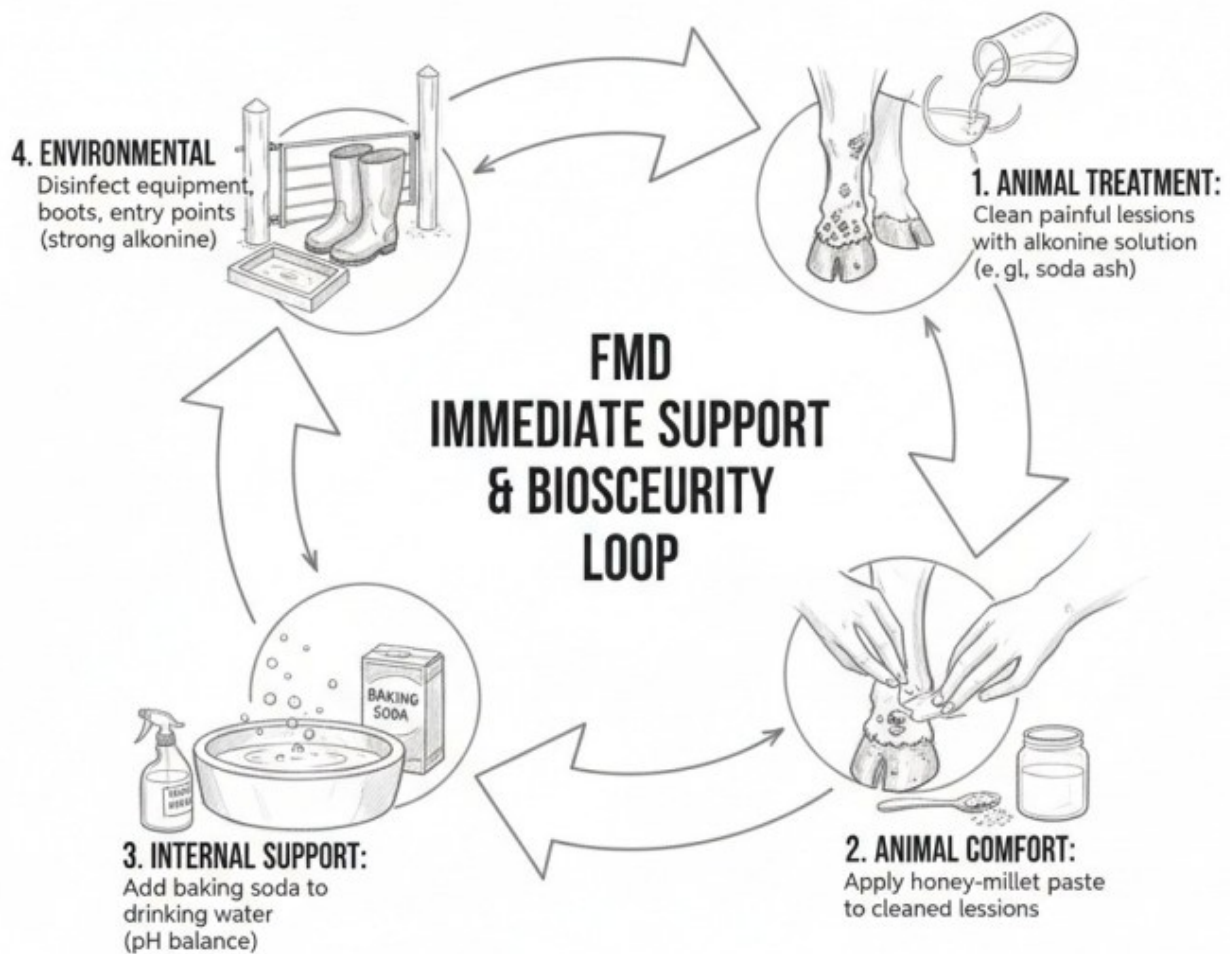 4. ENVIRONMENTAL
Disinfect equipment,
boots, entry points
(strong alkonine)
1. ANIMAL TREATMENT:
Clean painful lessions
with alkonine solution
(e. gl, soda ash)
FMD
IMMEDIATE SUPPORT
& BIOSCEURITY
LOOP
BAKING
SODA
3. INTERNAL SUPPORT:
Add baking soda to
drinking water
(pH balance)
2. ANIMAL COMFORT:
Apply honey-millet paste
to cleaned lessions